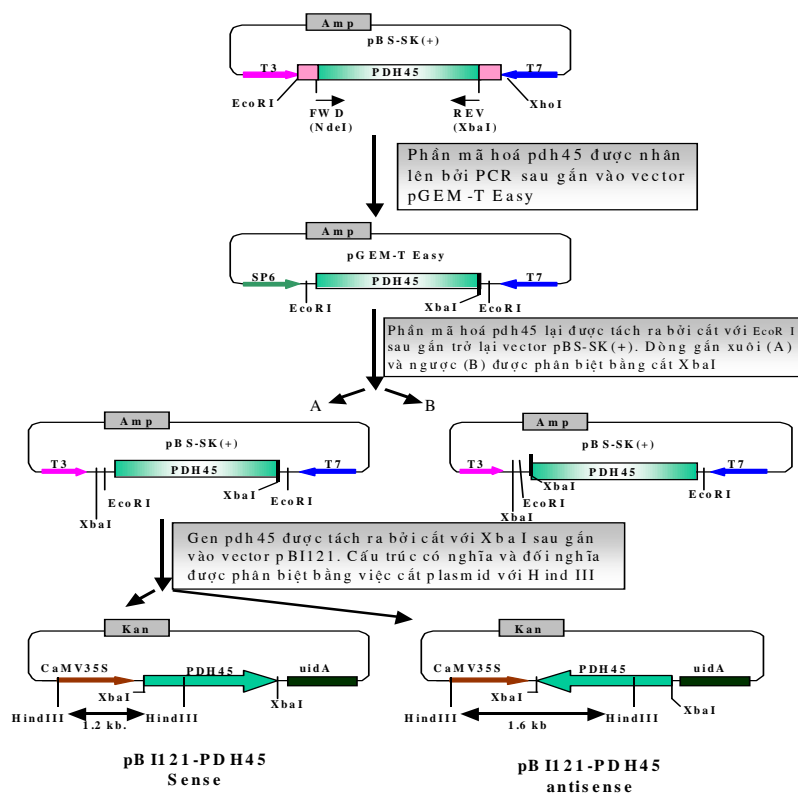 Amp
pBS-SK(+)
T3
PDH45
T7
EcoRI
FWD
(NdeI)
REV
(XbaI)
XhoI
Phần mã hoá pdh45 được nhân
lên bởi PCR sau gắn vào vector
pGEM -T Easy
Amp
pGEM-T Easy
SP6
PDH45
T7
EcoRI
XbaI
EcoRI
Phần mã hoá pdh45 lại được tách ra bởi cắt với EcoR I
sau gắn trở lại vector pBS-SK(+). Dòng gắn xuôi (A)
và ngược (B) được phân biệt bằng cắt XbaI
A
B
Amp
pBS-SK(+)
T3
PDH45
T7
XbaI
EcoRI
XbaI
EcoRI
Amp
pBS-SK(+)
T3
PDH45
T7
XbaI
EcoRI
XbaI
EcoRI
Gen pdh45 được tách ra bởi cắt với Xba I sau gắn
vào vector pBI121. Cấu trúc có nghĩa và đối nghĩa
được phân biệt bằng việc cắt plasmid với Hind III
Kan
CaMV35S
PDH45
uidA
XbaI
XbaI
HindIII
HindIII
1.2 kb.
pBI121-PDH45
Sense
Kan
CaMV35S
PDH45
uidA
XbaI
XbaI
HindIII
HindIII
1.6 kb
pBI121-PDH45
antisense